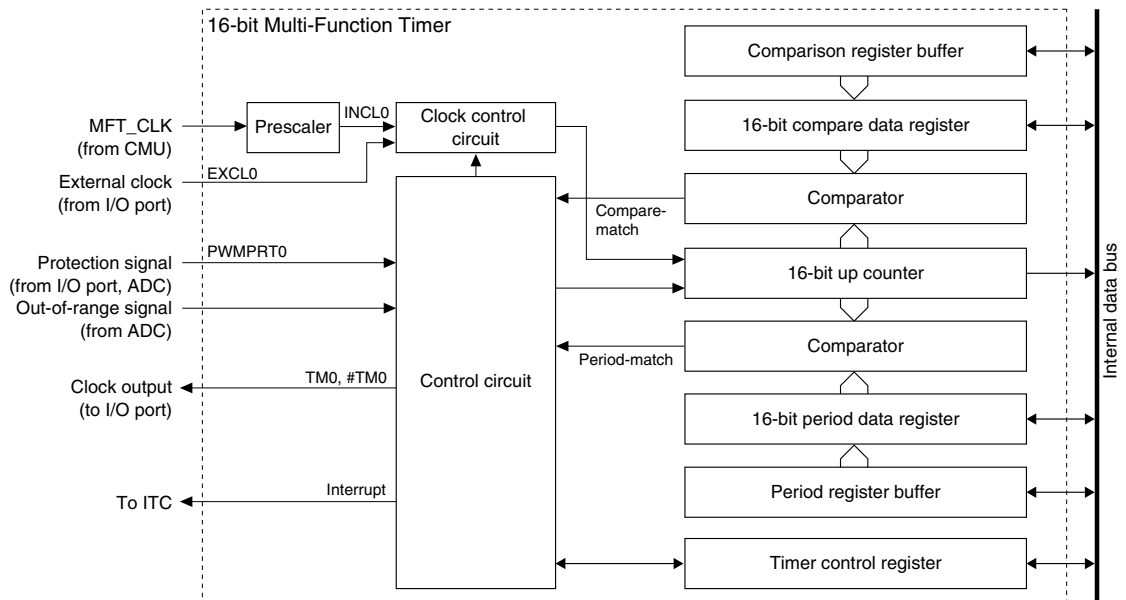 16-bit Multi-Function Timer
Comparison register buffer
MFT_CLK
(from CMU)
Prescaler
INCL0
Clock control
circuit
16-bit compare data register
External clock
(from I/O port)
EXCL0
Compare-
match
Comparator
Protection signal
(from I/O port, ADC)
PWMPRT0
16-bit up counter
Out-of-range signal
(from ADC)
Period-match
Comparator
Internal data bus
Clock output
(to I/O port)
TM0, #TM0
Control circuit
16-bit period data register
To ITC
Interrupt
Period register buffer
Timer control register